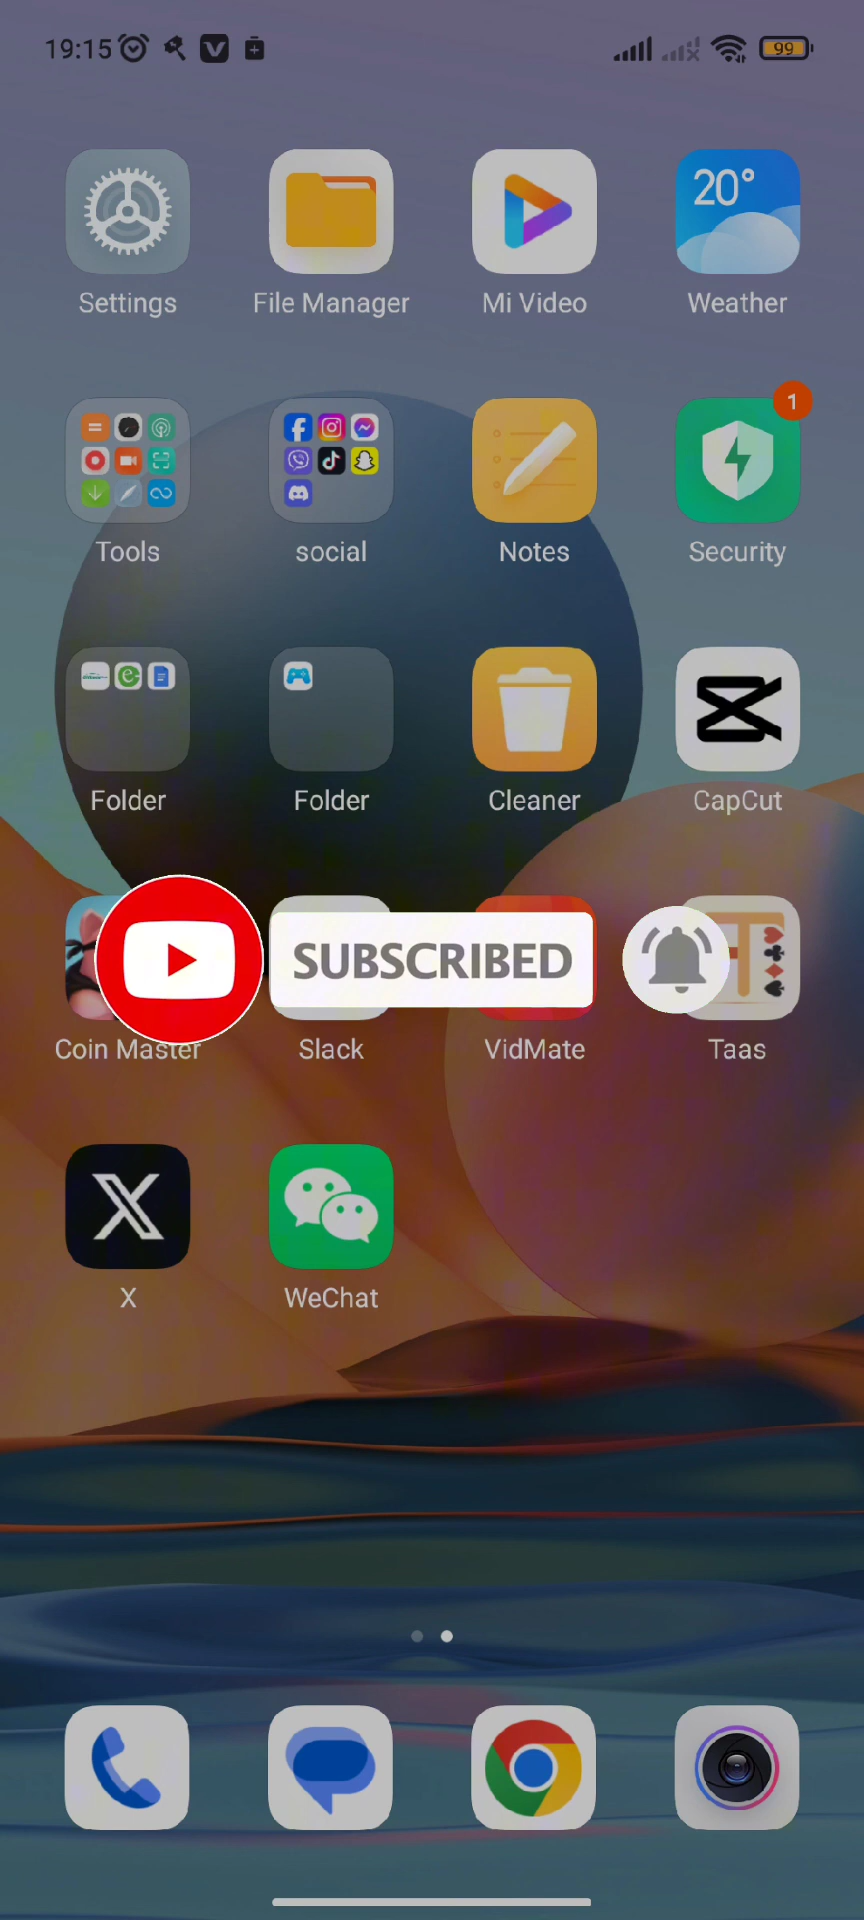 19:15
99
20°
Settings
File Manager
Mi Video
Weather
1
Tools
social
Notes
Security
Folder
Folder
Cleaner
CapCut
SUBSCRIBED
Coin Master
Slack
VidMate
Taas
X
WeChat